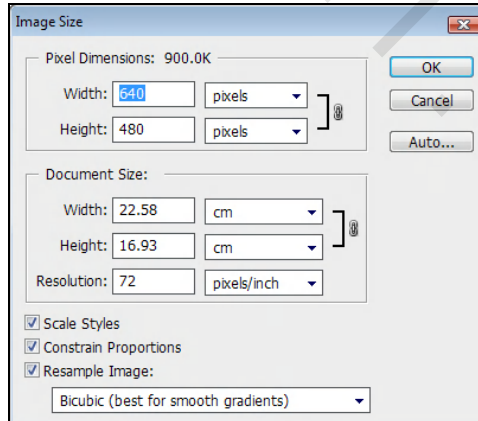 Image Size
Pixel Dimensions: 900.0K
OK
Width: 640 pixels
Cancel
Height: 480 pixels
Auto...
Document Size:
Width: 22.58 cm
Height: 16.93 cm
Resolution: 72 pixels/inch
Scale Styles
Constrain Proportions
Resample Image:
Bicubic (best for smooth gradients)